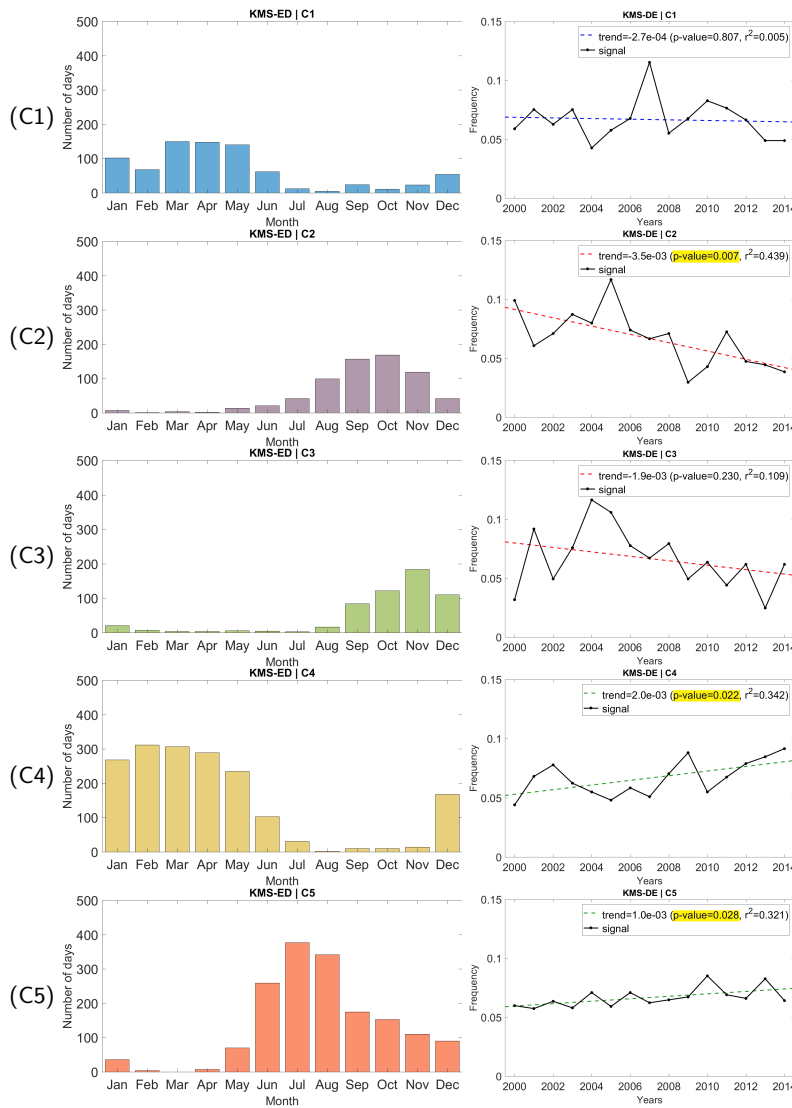 KMS-ED | C1
(C1)
Number of days
500
400
300
200
100
0
Jan Feb Mar Apr May Jun Jul Aug Sep Oct Nov Dec
Month
KMS-DE | C1
trend=-2.7e-04 (p-value=0.807, r²=0.005)
signal
Frequency
0.15
0.1
0.05
0
2000 2002 2004 2006 2008 2010 2012 2014
Years
KMS-ED | C2
(C2)
Number of days
500
400
300
200
100
0
Jan Feb Mar Apr May Jun Jul Aug Sep Oct Nov Dec
Month
KMS-DE | C2
trend=-3.5e-03 (p-value=0.007, r²=0.439)
signal
Frequency
0.15
0.1
0.05
0
2000 2002 2004 2006 2008 2010 2012 2014
Years
KMS-ED | C3
(C3)
Number of days
500
400
300
200
100
0
Jan Feb Mar Apr May Jun Jul Aug Sep Oct Nov Dec
Month
KMS-DE | C3
trend=-1.9e-03 (p-value=0.230, r²=0.109)
signal
Frequency
0.15
0.1
0.05
0
2000 2002 2004 2006 2008 2010 2012 2014
Years
KMS-ED | C4
(C4)
Number of days
500
400
300
200
100
0
Jan Feb Mar Apr May Jun Jul Aug Sep Oct Nov Dec
Month
KMS-DE | C4
trend=2.0e-03 (p-value=0.022, r²=0.342)
signal
Frequency
0.15
0.1
0.05
0
2000 2002 2004 2006 2008 2010 2012 2014
Years
KMS-ED | C5
(C5)
Number of days
500
400
300
200
100
0
Jan Feb Mar Apr May Jun Jul Aug Sep Oct Nov Dec
Month
KMS-DE | C5
trend=1.0e-03 (p-value=0.028, r²=0.321)
signal
Frequency
0.15
0.1
0.05
0
2000 2002 2004 2006 2008 2010 2012 2014
Years